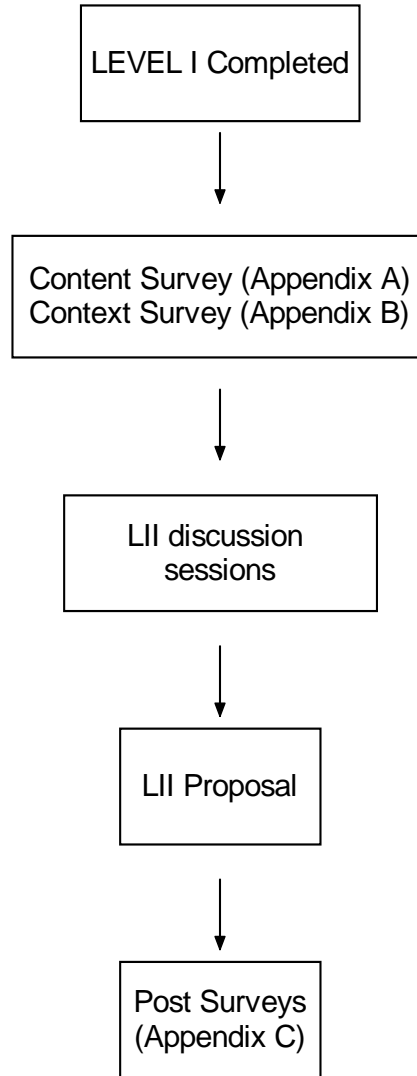 LEVEL I Completed
Content Survey (Appendix A)
Context Survey (Appendix B)
LII discussion
sessions
LII Proposal
Post Surveys
(Appendix C)